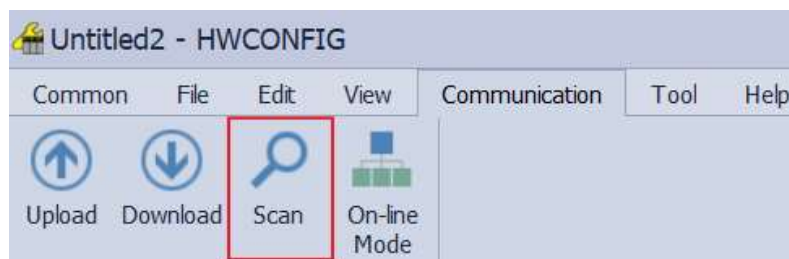 Untitled2 - HWCONFIG
Common File Edit View Communication Tool Help
Upload Download Scan On-line
Mode